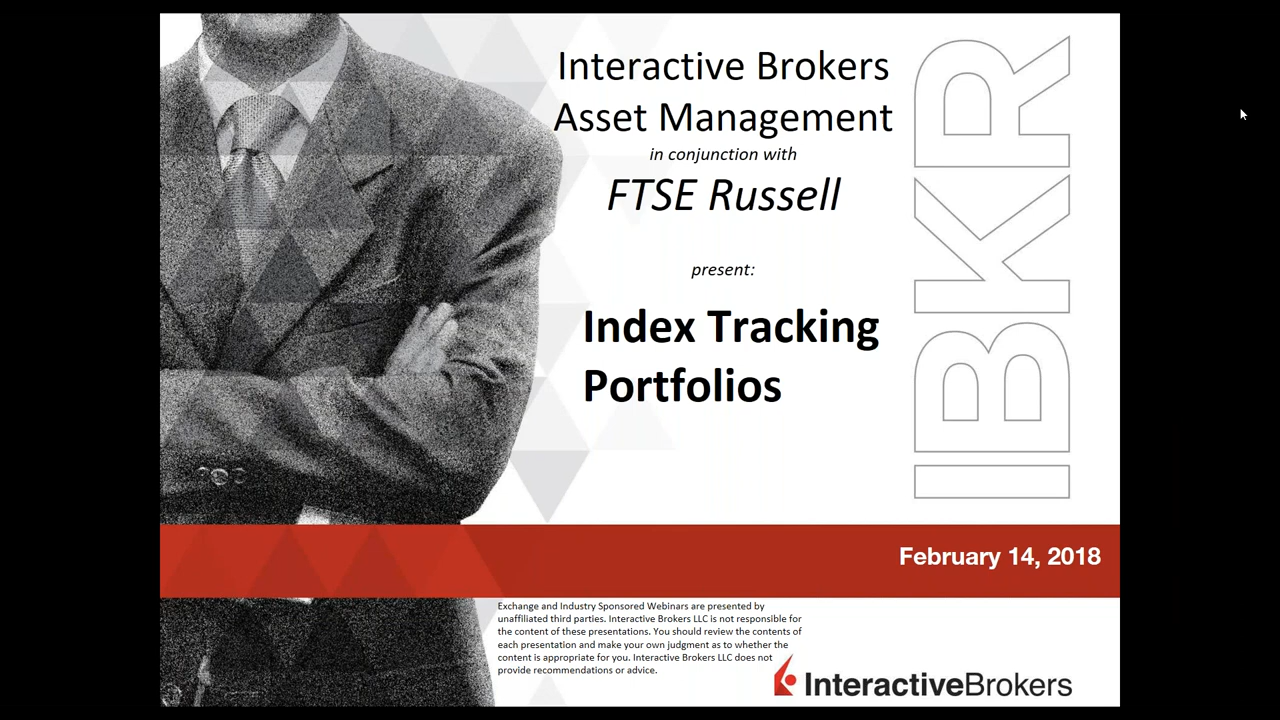 Interactive Brokers
Asset Management
in conjunction with
FTSE Russell
present:
Index Tracking
Portfolios
IBKR
February 14, 2018
Exchange and Industry Sponsored Webinars are presented by
unaffiliated third parties. Interactive Brokers LLC is not responsible for
the content of these presentations. You should review the contents of
each presentation and make your own judgment as to whether the
content is appropriate for you. Interactive Brokers LLC does not
provide recommendations or advice.
InteractiveBrokers